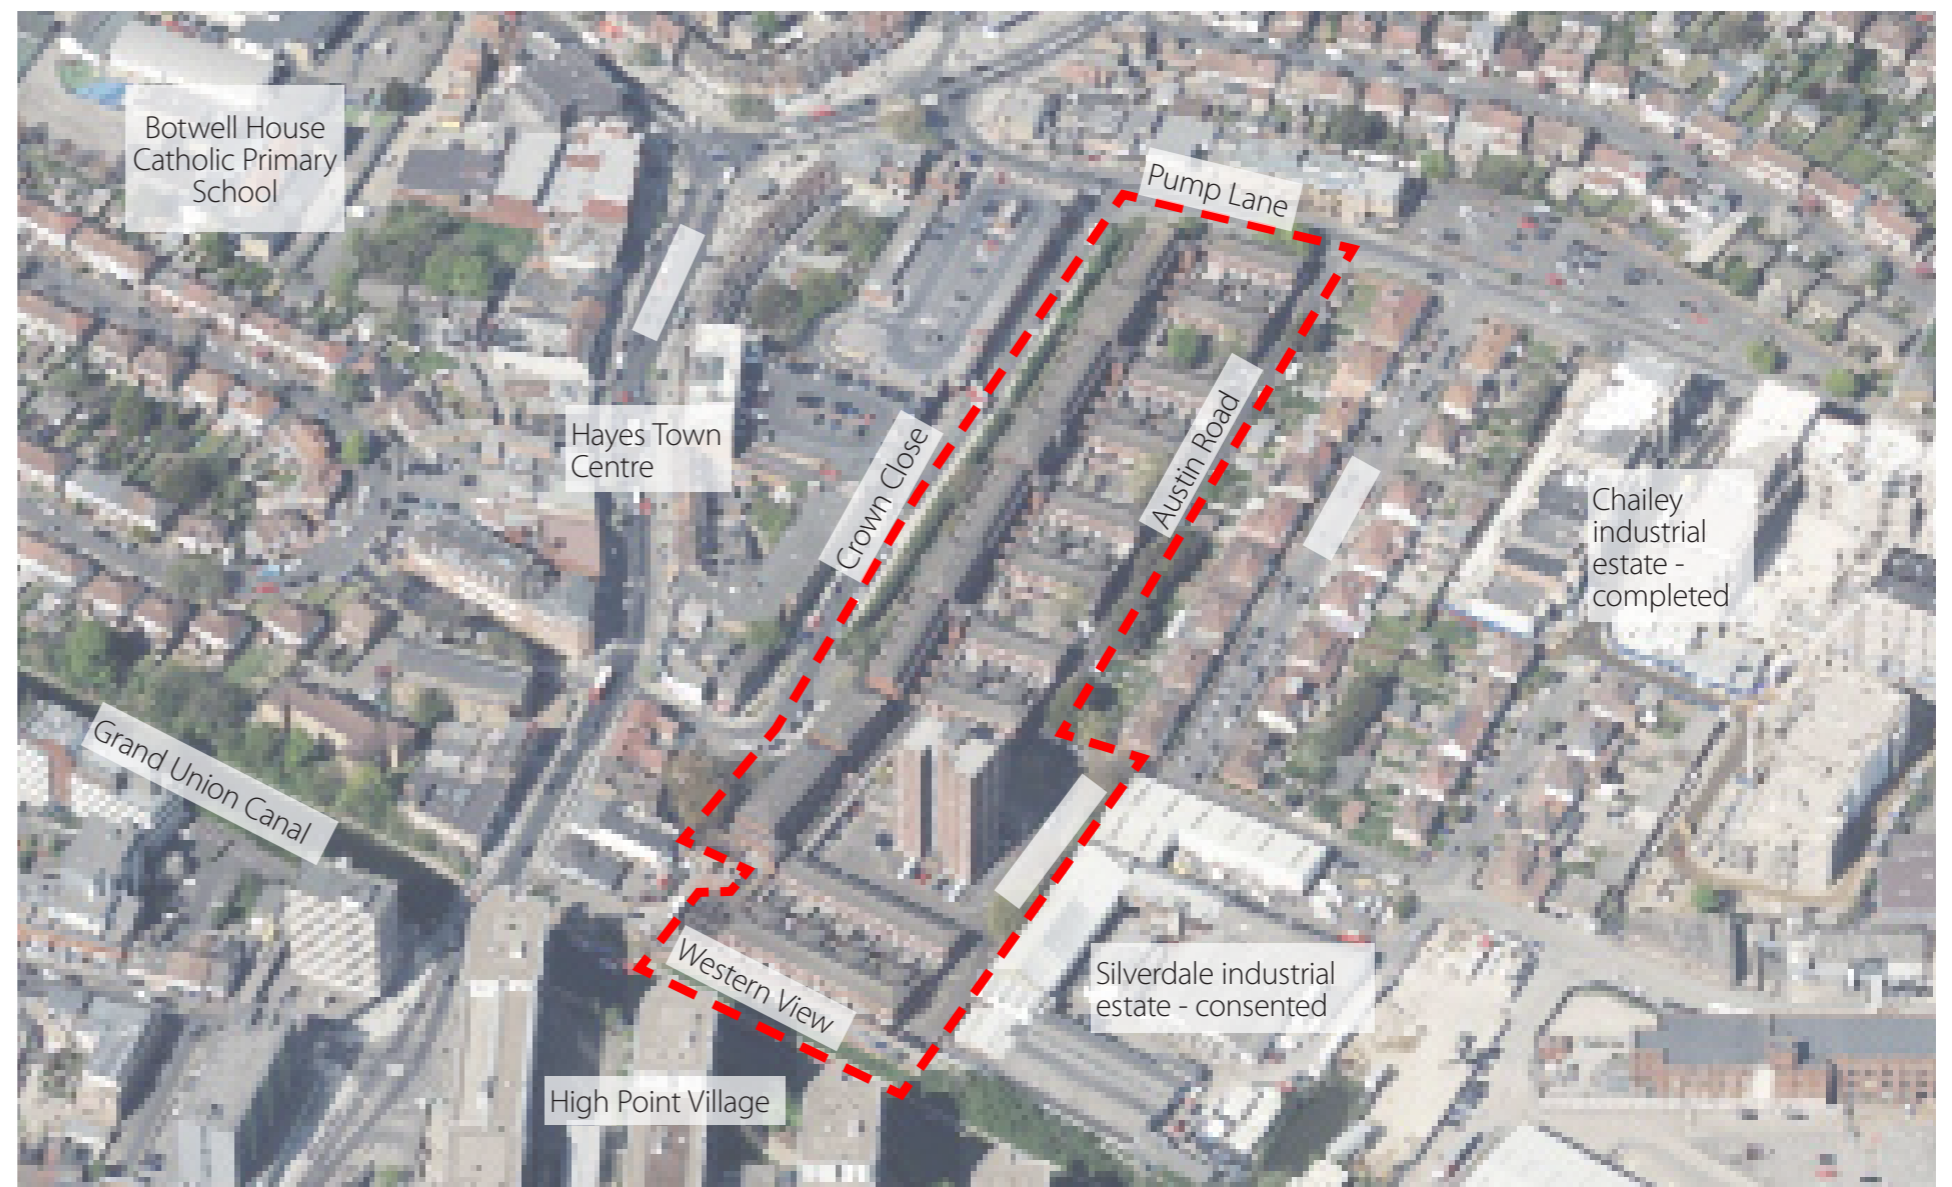 Botwell House
Catholic Primary
School
Pump Lane
Hayes Town
Centre
Crown Close
Austin Road
Chailey
industrial
estate -
completed
Grand Union Canal
Western View
Silverdale industrial
estate - consented
High Point Village